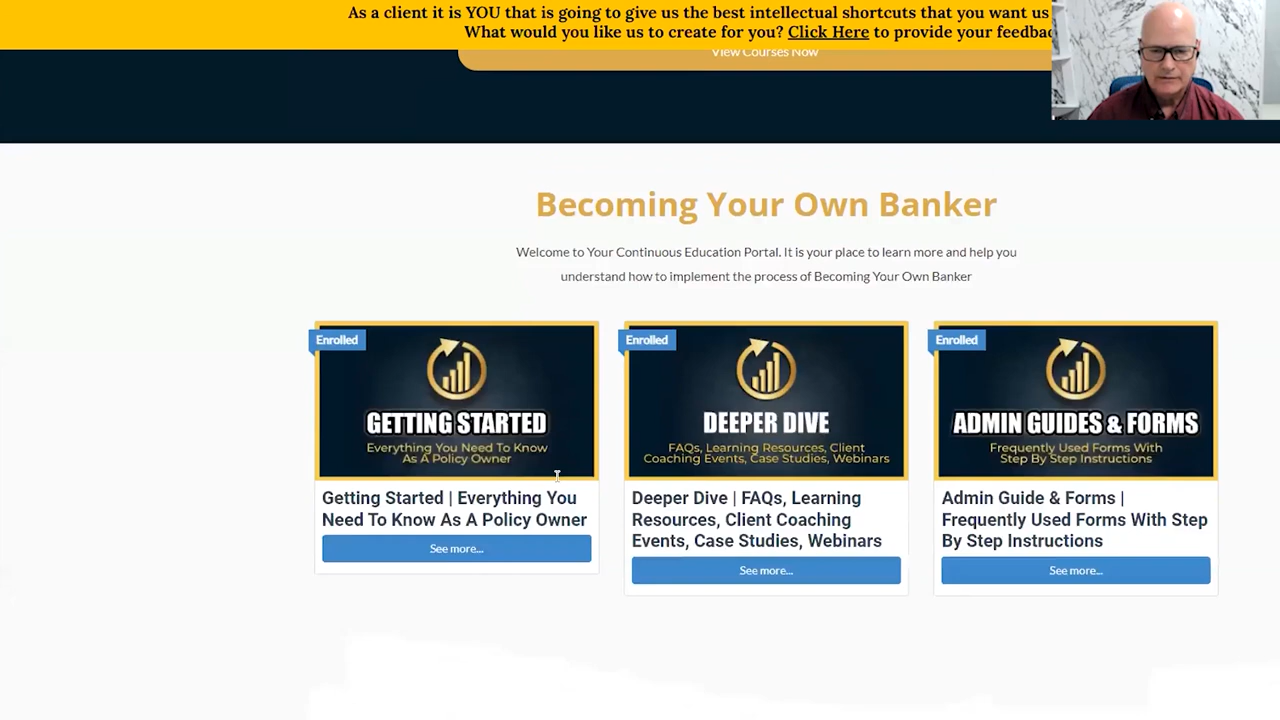 As a client it is YOU that is going to give us the best intellectual shortcuts that you want us
What would you like us to create for you? Click Here to provide your feedbac
View Courses Now
Becoming Your Own Banker
Welcome to Your Continuous Education Portal. It is your place to learn more and help you
understand how to implement the process of Becoming Your Own Banker
Enrolled
GETTING STARTED
Everything You Need To Know
As A Policy Owner
Getting Started | Everything You
Need To Know As A Policy Owner
See more...
Enrolled
DEEPER DIVE
FAQs, Learning Resources, Client
Coaching Events, Case Studies, Webinars
Deeper Dive | FAQs, Learning
Resources, Client Coaching
Events, Case Studies, Webinars
See more...
Enrolled
ADMIN GUIDES & FORMS
Frequently Used Forms With
Step By Step Instructions
Admin Guide & Forms |
Frequently Used Forms With Step
By Step Instructions
See more...